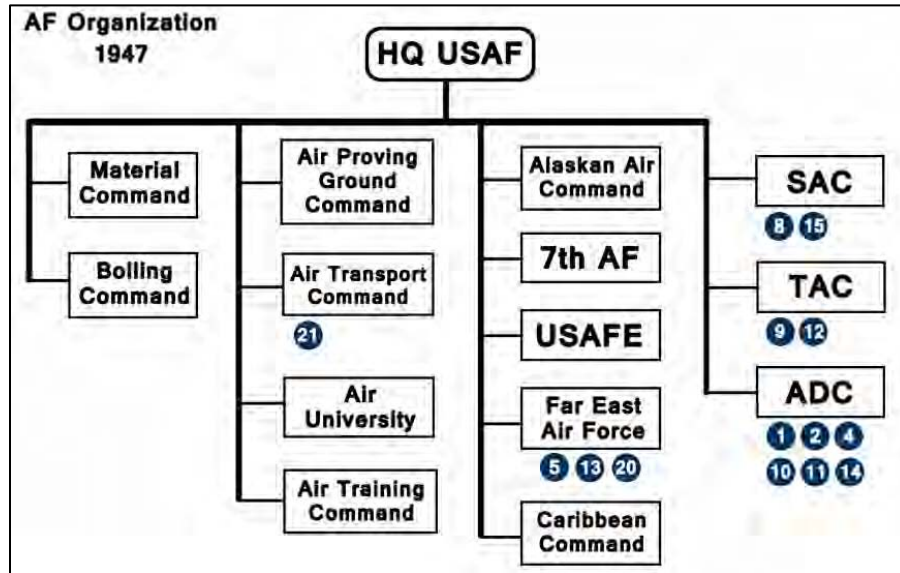 AF Organization
1947
HQ USAF
Material
Command
Bolling
Command
Air Proving
Ground
Command
Air Transport
Command
21
Air
University
Air Training
Command
Alaskan Air
Command
7th AF
USAFE
Far East
Air Force
5 13 20
Caribbean
Command
SAC
8 15
TAC
9 12
ADC
1 2 4
10 11 14